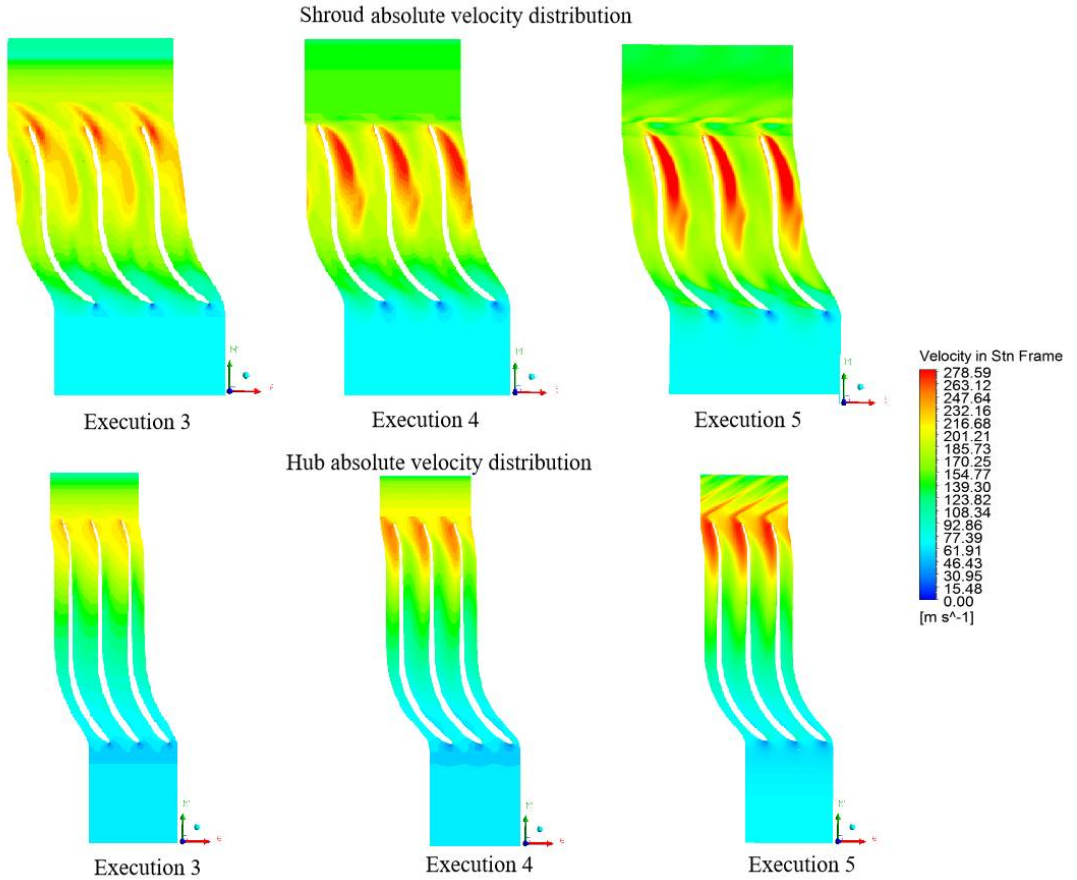 Shroud absolute velocity distribution
Execution 3
Execution 4
Execution 5
Velocity in Stn Frame
278.59
263.12
247.64
232.16
216.68
201.21
185.73
170.25
154.78
139.30
123.82
108.34
92.86
77.39
61.91
46.43
30.95
15.48
0.00
[m s^-1]
Hub absolute velocity distribution
Execution 3
Execution 4
Execution 5